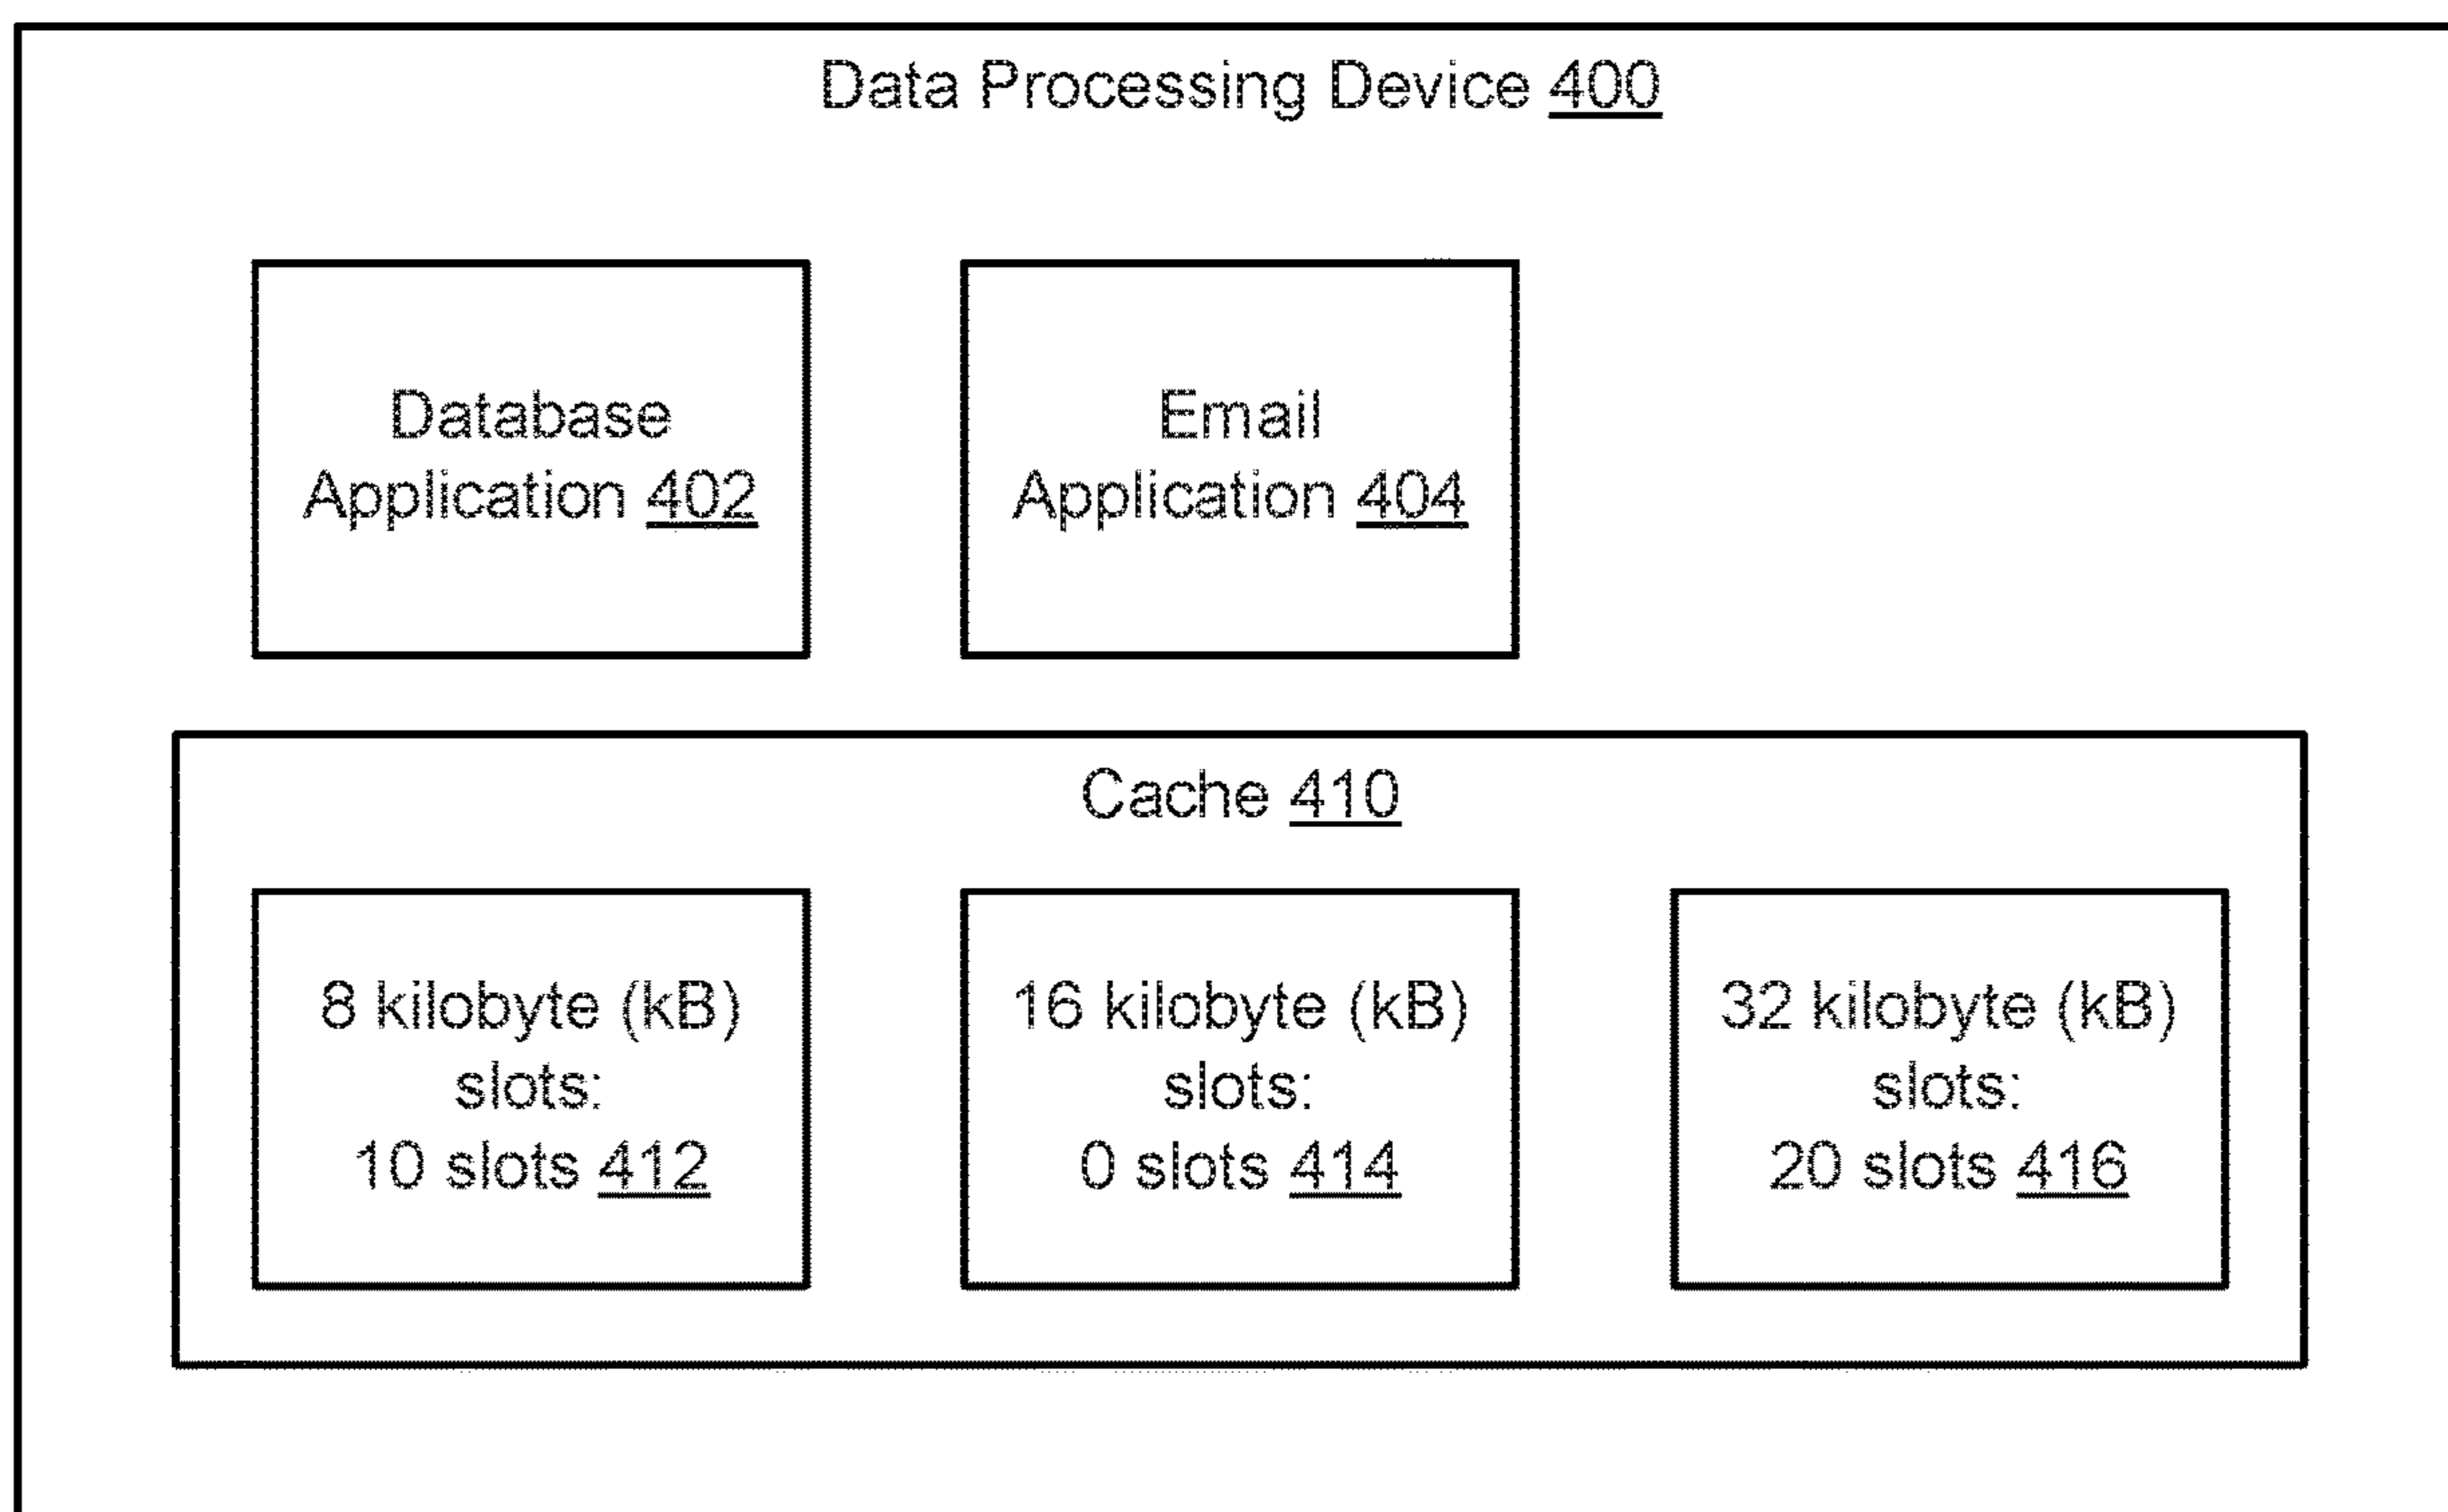 Data Processing Device 400
Database
Application 402
Email
Application 404
Cache 410
8 kilobyte (kB)
slots:
10 slots 412
16 kilobyte (kB)
slots:
0 slots 414
32 kilobyte (kB)
slots:
20 slots 416